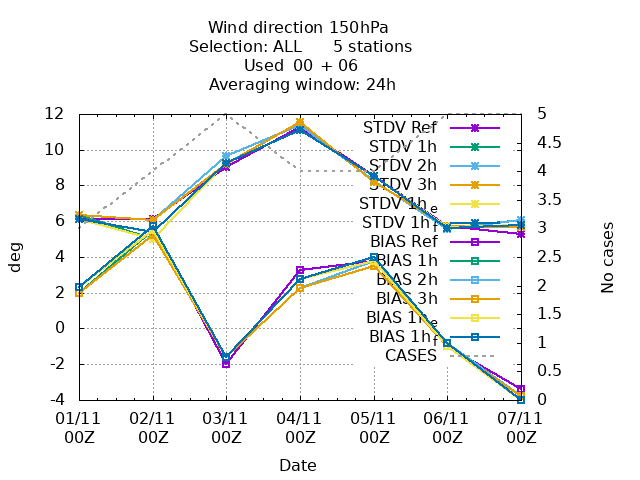 Wind direction 150hPa
Selection: ALL 5 stations
Used 00 + 06
Averaging window: 24h
12
10
8
6
4
2
0
-2
-4
deg
5
4.5
4
3.5
3
2.5
2
1.5
1
0.5
0
No cases
STDV Ref
STDV 1h
STDV 2h
STDV 3h
STDV 1h_e
STDV 1h_f
BIAS Ref
BIAS 1h
BIAS 2h
BIAS 3h
BIAS 1h_e
BIAS 1h_f
CASES
01/11 02/11 03/11 04/11 05/11 06/11 07/11
00Z 00Z 00Z 00Z 00Z 00Z 00Z
Date